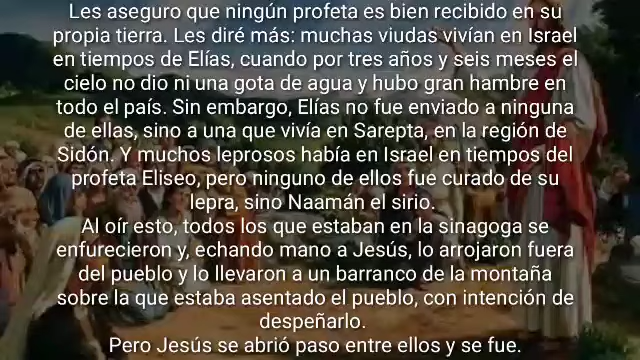 Les aseguro que ningún profeta es bien recibido en su
propia tierra. Les diré más: muchas viudas vivían en Israel
en tiempos de Elías, cuando por tres años y seis meses el
cielo no dio ni una gota de agua y hubo gran hambre en
todo el país. Sin embargo, Elías no fue enviado a ninguna
de ellas, sino a una que vivía en Sarepta, en la región de
Sidón. Y muchos leprosos había en Israel en tiempos del
profeta Eliseo, pero ninguno de ellos fue curado de su
lepra, sino Naamán el sirio.
Al oír esto, todos los que estaban en la sinagoga se
enfurecieron y, echando mano a Jesús, lo arrojaron fuera
del pueblo y lo llevaron a un barranco de la montaña
sobre la que estaba asentado el pueblo, con intención de
despeñarlo.
Pero Jesús se abrió paso entre ellos y se fue.